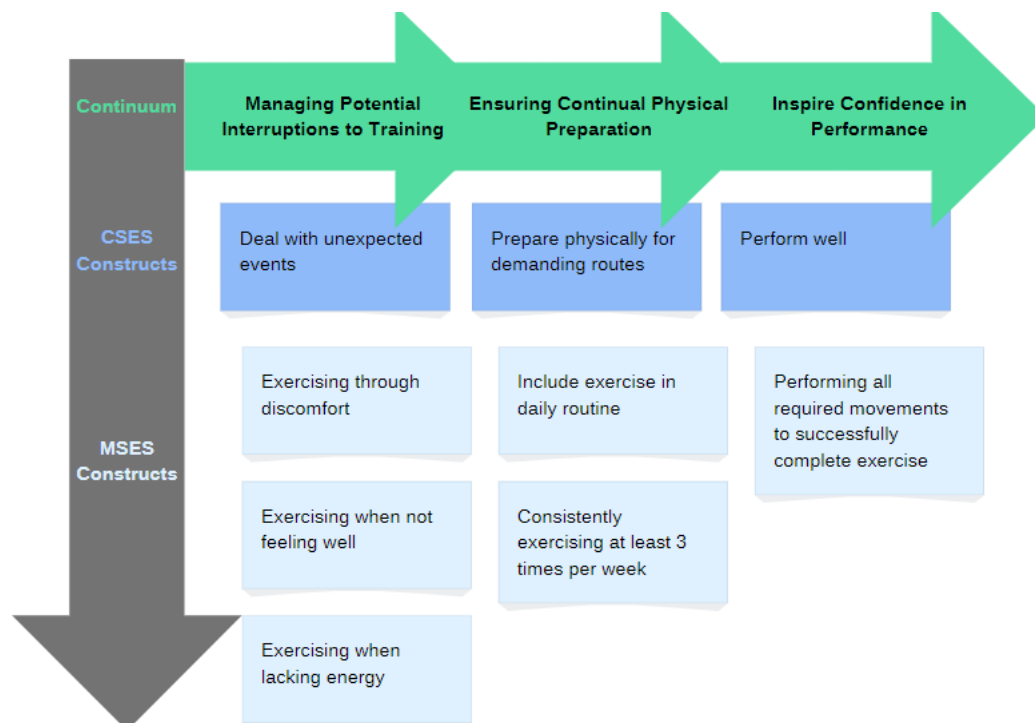 Continuum
Managing Potential
Interruptions to Training
Ensuring Continual Physical
Preparation
Inspire Confidence in
Performance
CSES
Constructs
Deal with unexpected
events
Prepare physically for
demanding routes
Perform well
MSES
Constructs
Exercising through
discomfort
Include exercise in
daily routine
Performing all
required movements
to successfully
complete exercise
Exercising when not
feeling well
Consistently
exercising at least 3
times per week
Exercising when
lacking energy